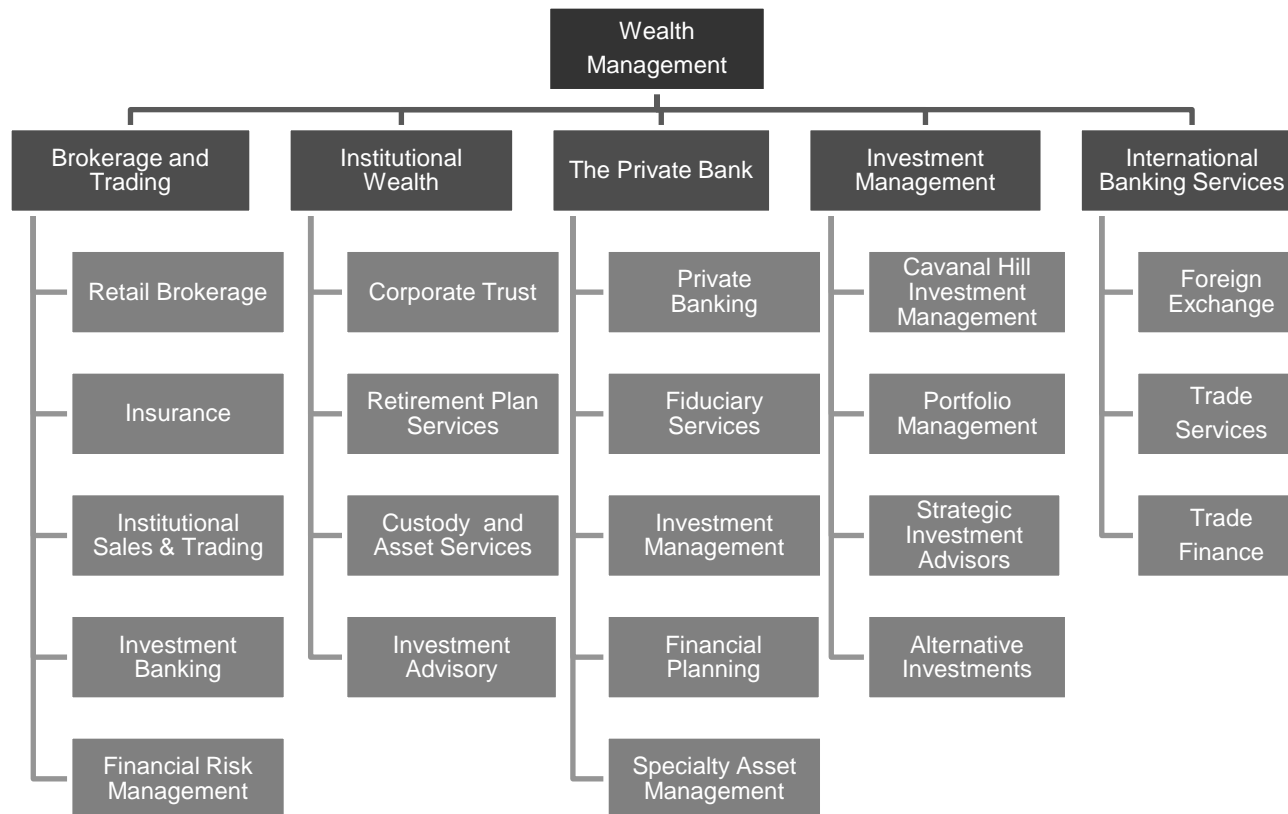 Wealth
Management
Brokerage and
Trading
Institutional
Wealth
The Private Bank
Investment
Management
International
Banking Services
Retail Brokerage
Insurance
Institutional
Sales & Trading
Investment
Banking
Financial Risk
Management
Corporate Trust
Retirement Plan
Services
Custody and
Asset Services
Investment
Advisory
Private
Banking
Fiduciary
Services
Investment
Management
Financial
Planning
Specialty Asset
Management
Cavanal Hill
Investment
Management
Portfolio
Management
Strategic
Investment
Advisors
Alternative
Investments
Foreign
Exchange
Trade
Services
Trade
Finance